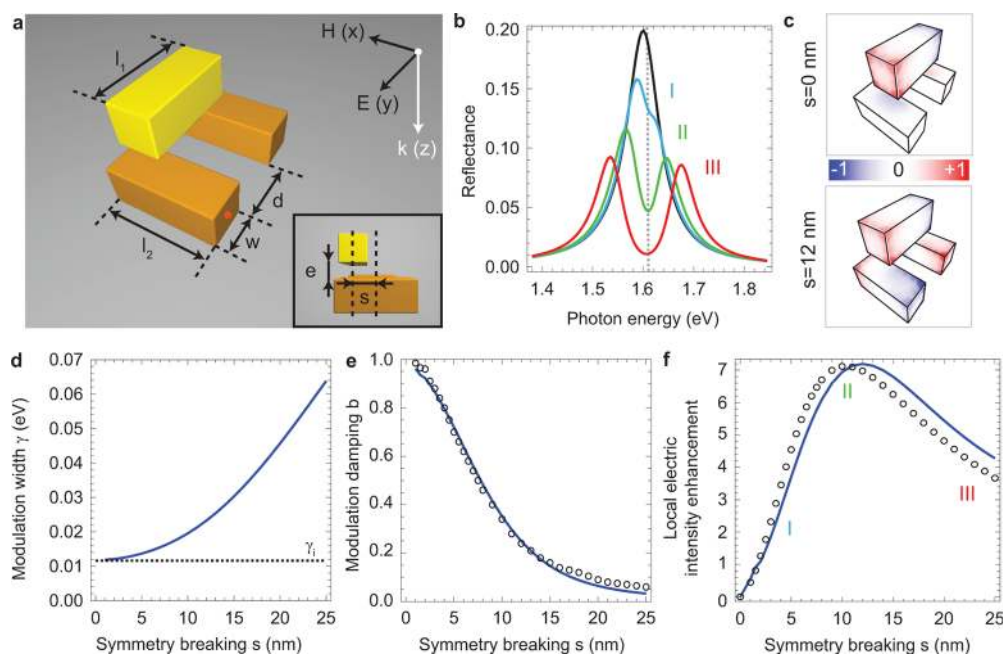 a
H (x)
E (y)
k (z)
l1
l2
d
w
e
s
b
Reflectance
0.20
0.15
0.10
0.05
0.00
I
II
III
1.4
1.5
1.6
1.7
1.8
Photon energy (eV)
c
s=0 nm
-1
0
+1
s=12 nm
d
Modulation width γ (eV)
0.07
0.06
0.05
0.04
0.03
0.02
0.01
0.00
γi
0
5
10
15
20
25
Symmetry breaking s (nm)
e
Modulation damping b
1.0
0.8
0.6
0.4
0.2
0.0
0
5
10
15
20
25
Symmetry breaking s (nm)
f
Local electric
intensity enhancement
7
6
5
4
3
2
1
0
I
II
III
0
5
10
15
20
25
Symmetry breaking s (nm)